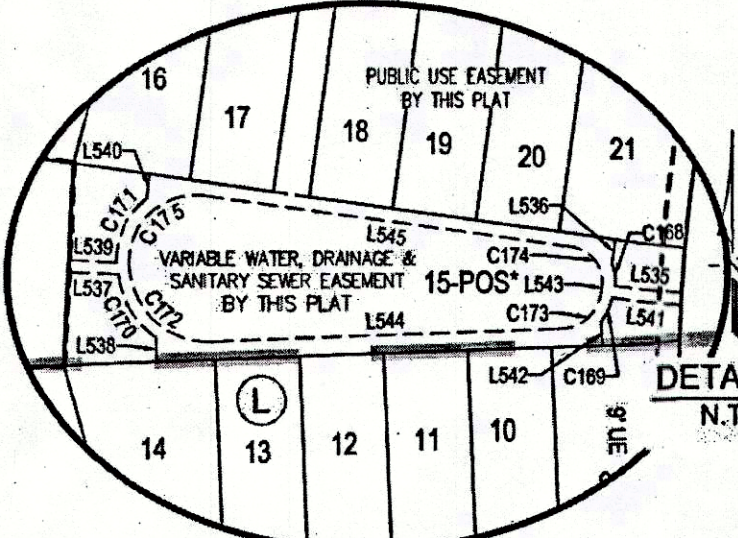 PUBLIC USE EASEMENT
BY THIS PLAT
16
17
18
19
20
21
L540
L536
C171
C175
C168
L545
L539
VARIABLE WATER, DRAINAGE &
SANITARY SEWER EASEMENT
BY THIS PLAT
15-POS*
C174
L543
L535
L537
C170
C172
C173
L541
L544
L538
L542
C169
L
14
13
12
11
10
9' UE
DETA
N.T